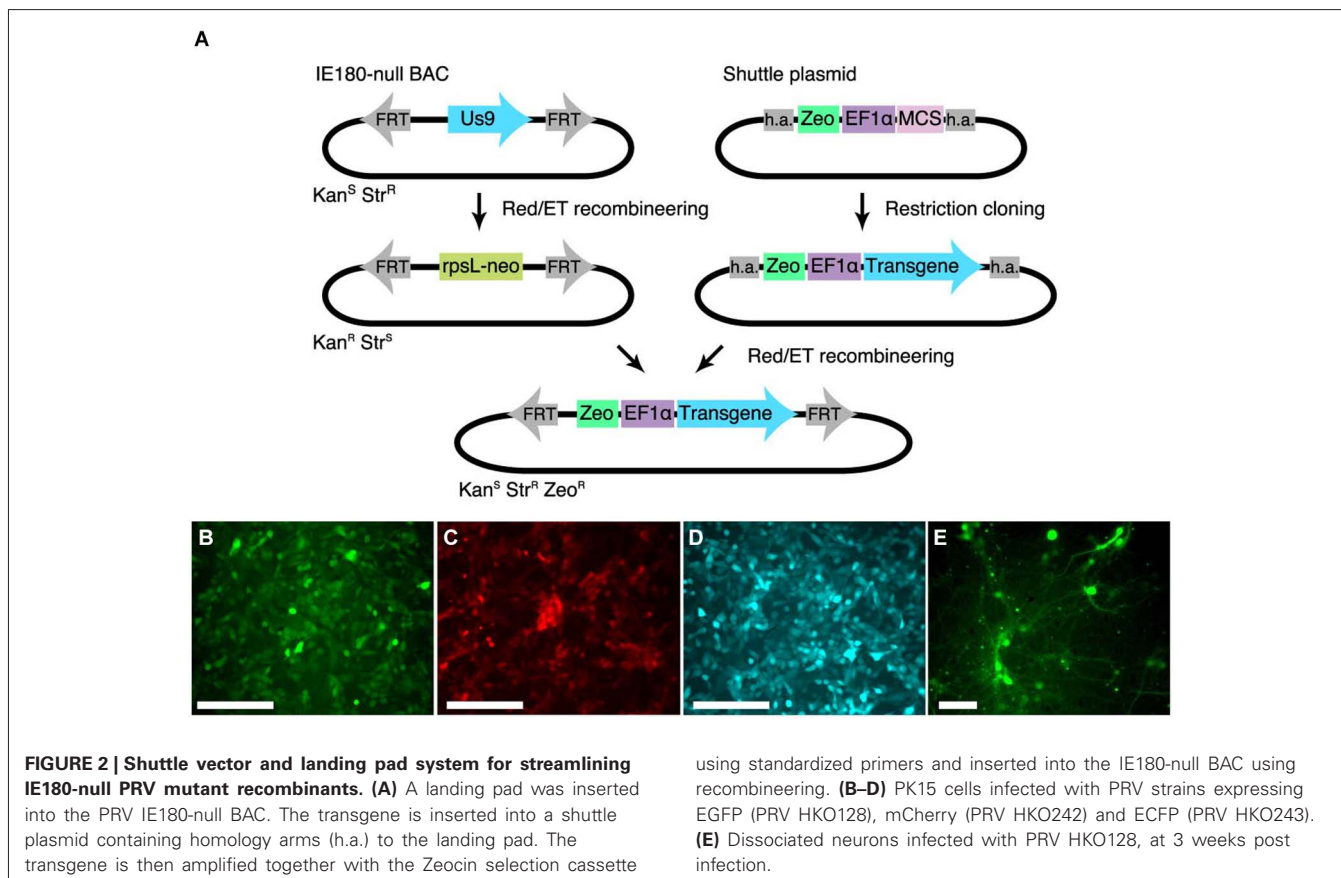 A
IE180-null BAC
Shuttle plasmid
FRT Us9 FRT
h.a. Zeo EF1α MCS h.a.
Kan^S Str^R
Red/ET recombineering
Restriction cloning
FRT rpsL-neo FRT
h.a. Zeo EF1α Transgene h.a.
Kan^R Str^S
Red/ET recombineering
FRT Zeo EF1α Transgene FRT
Kan^S Str^R Zeo^R
B
C
D
E
FIGURE 2 | Shuttle vector and landing pad system for streamlining
IE180-null PRV mutant recombinants. (A) A landing pad was inserted
into the PRV IE180-null BAC. The transgene is inserted into a shuttle
plasmid containing homology arms (h.a.) to the landing pad. The
transgene is then amplified together with the Zeocin selection cassette
using standardized primers and inserted into the IE180-null BAC using
recombineering. (B–D) PK15 cells infected with PRV strains expressing
EGFP (PRV HKO128), mCherry (PRV HKO242) and ECFP (PRV HKO243).
(E) Dissociated neurons infected with PRV HKO128, at 3 weeks post
infection.